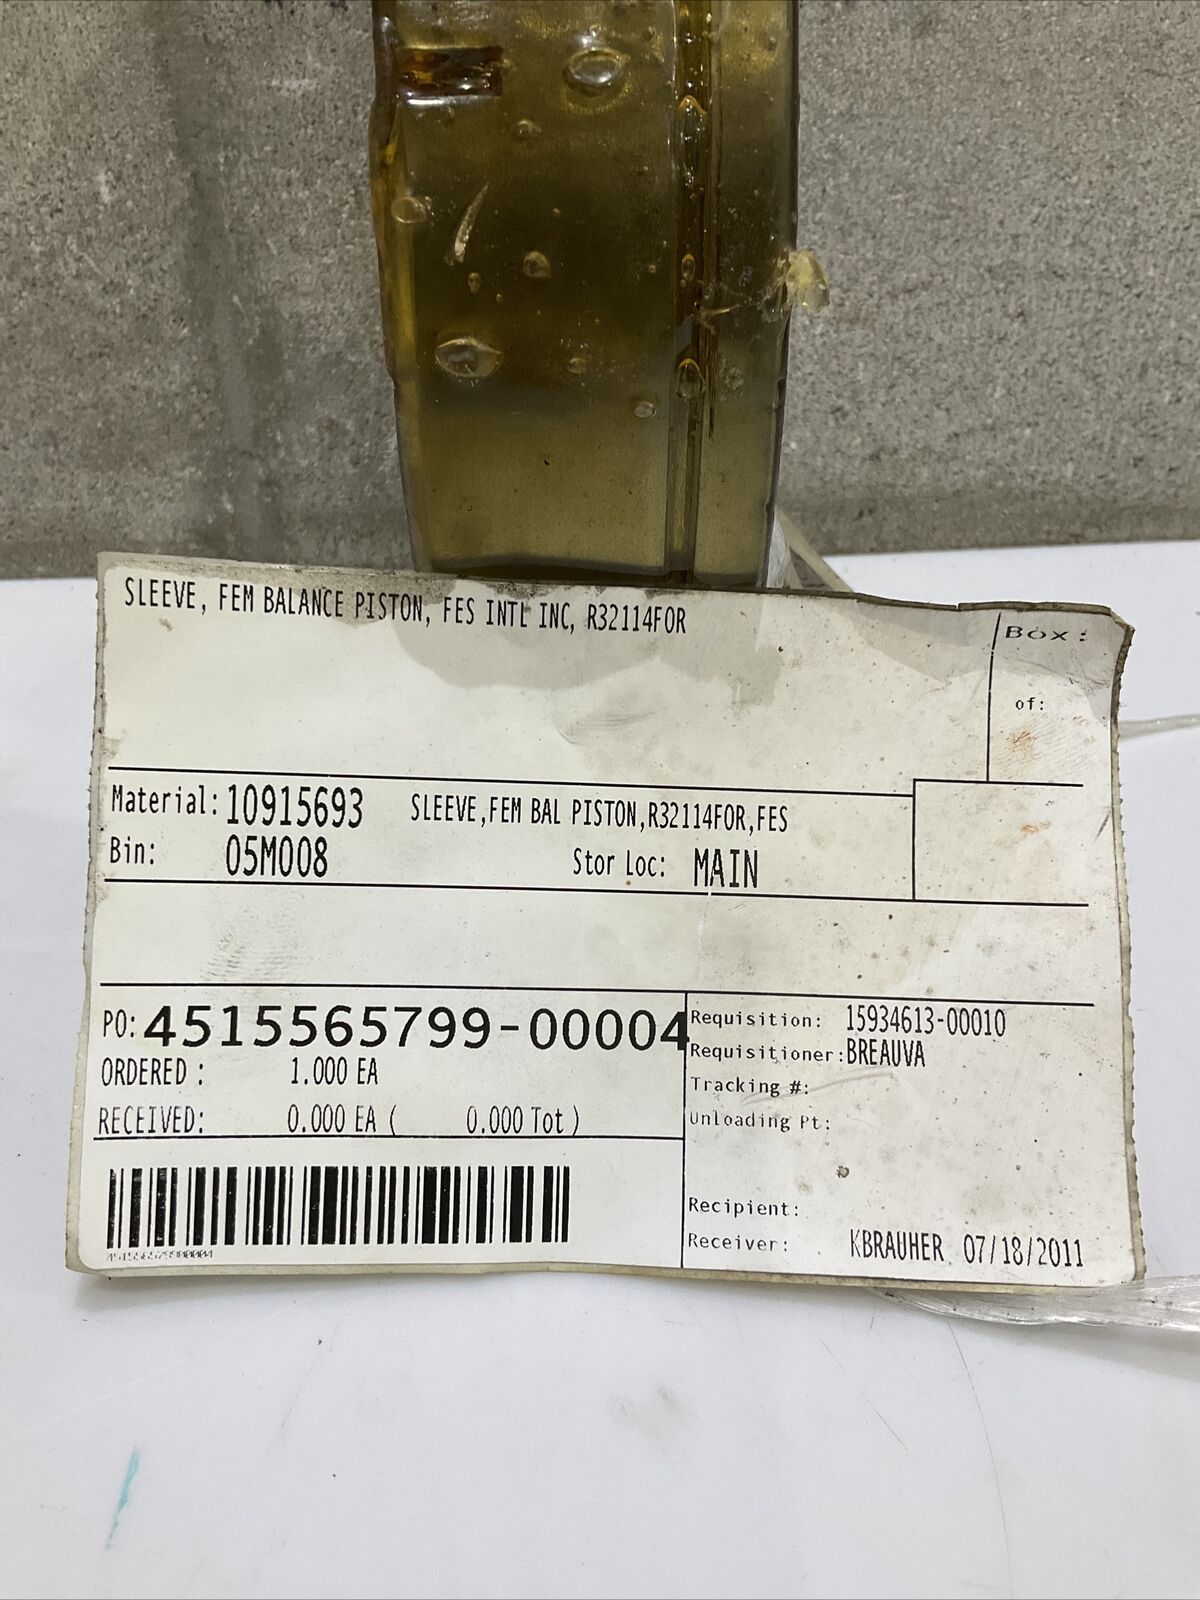 SLEEVE, FEM BALANCE PISTON, FES INTL INC, R32114FOR
Box:
of:
Material: 10915693 SLEEVE,FEM BAL PISTON,R32114FOR,FES
Bin: 05M008 Stor Loc: MAIN
PO: 4515565799-00004
ORDERED: 1.000 EA
RECEIVED: 0.000 EA ( 0.000 Tot )
451556579900004
Requisition: 15934613-00010
Requisitioner: BREAUVA
Tracking #:
Unloading Pt:
Recipient:
Receiver: KBRAUHER 07/18/2011